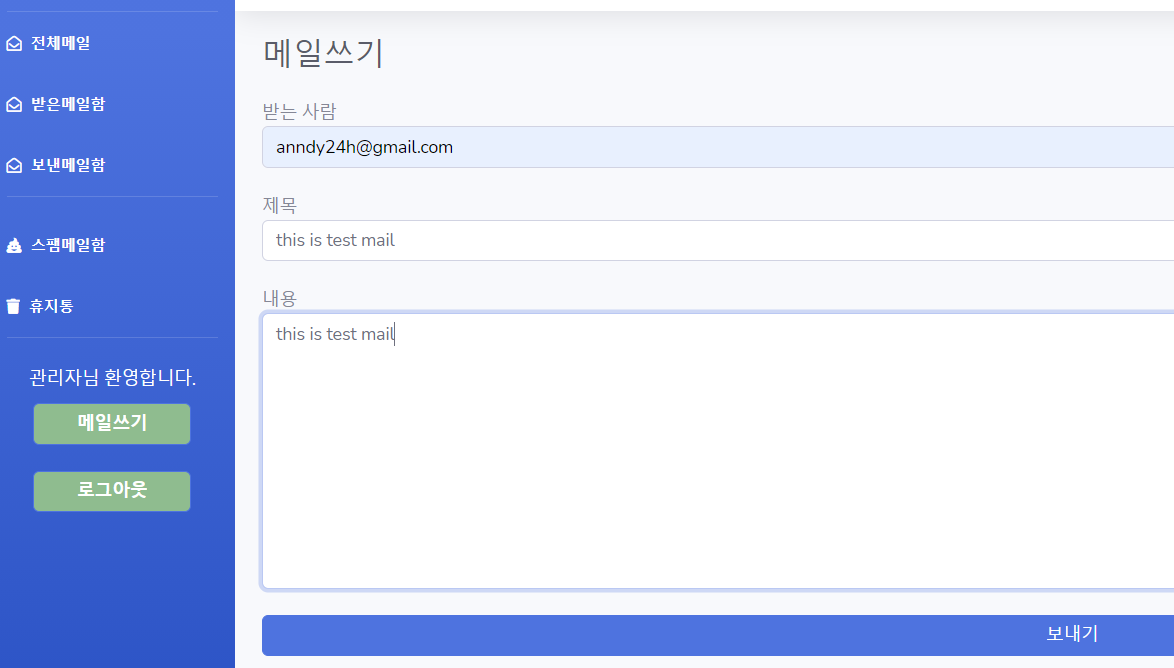 전체메일
받은메일함
보낸메일함
스팸메일함
휴지통
관리자님 환영합니다.
메일쓰기
로그아웃
메일쓰기
받는 사람
anndy24h@gmail.com
제목
this is test mail
내용
this is test mail
보내기